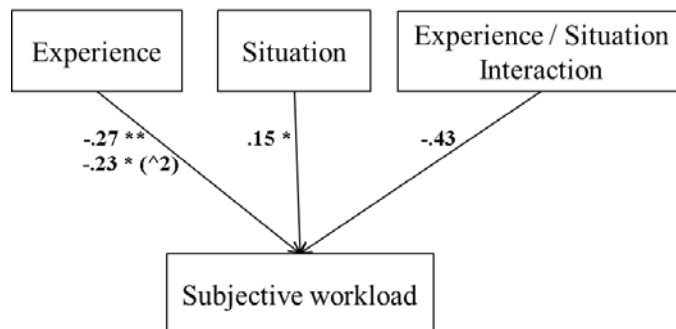 Experience
Situation
Experience / Situation
Interaction
-.27 **
-.23 * (^2)
.15 *
-.43
Subjective workload